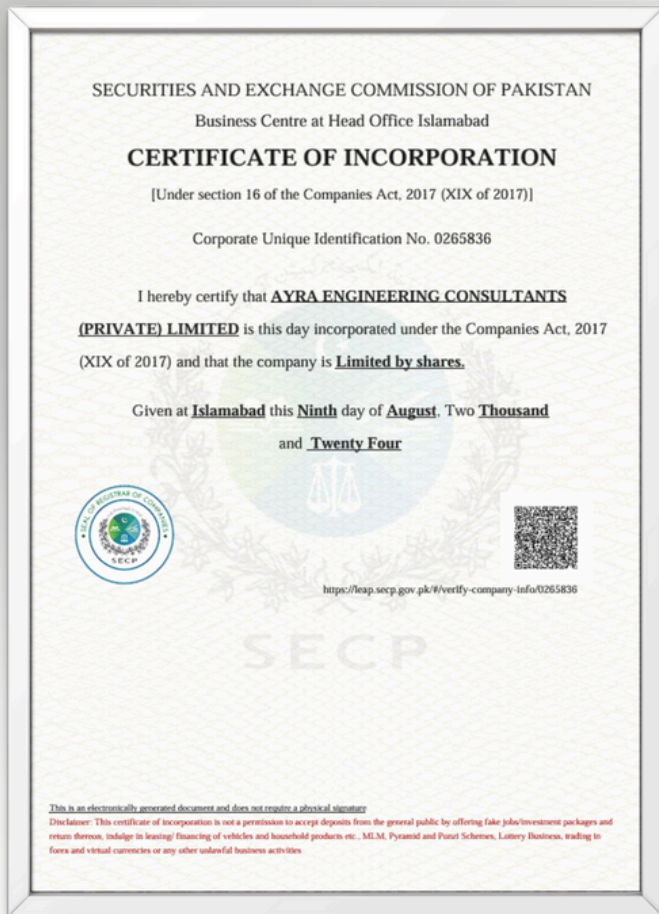 SECURITIES AND EXCHANGE COMMISSION OF PAKISTAN
Business Centre at Head Office Islamabad
CERTIFICATE OF INCORPORATION
[Under section 16 of the Companies Act, 2017 (XIX of 2017)]
Corporate Unique Identification No. 0265836
I hereby certify that AYRA ENGINEERING CONSULTANTS
(PRIVATE) LIMITED is this day incorporated under the Companies Act, 2017
(XIX of 2017) and that the company is Limited by shares.
Given at Islamabad this Ninth day of August, Two Thousand
and Twenty Four
SEAL OF REGISTRAR OF COMPANIES
SECP
https://leap.secp.gov.pk/#/verify-company-info/0265836
SECP
This is an electronically generated document and does not require a physical signature
Disclaimer: This certificate of incorporation is not a permission to accept deposits from the general public by offering fake jobs/investment packages and
return thereon, indulge in leasing/ financing of vehicles and household products etc., MLM, Pyramid and Ponzi Schemes, Lottery Business, trading in
forex and virtual currencies or any other unlawful business activities